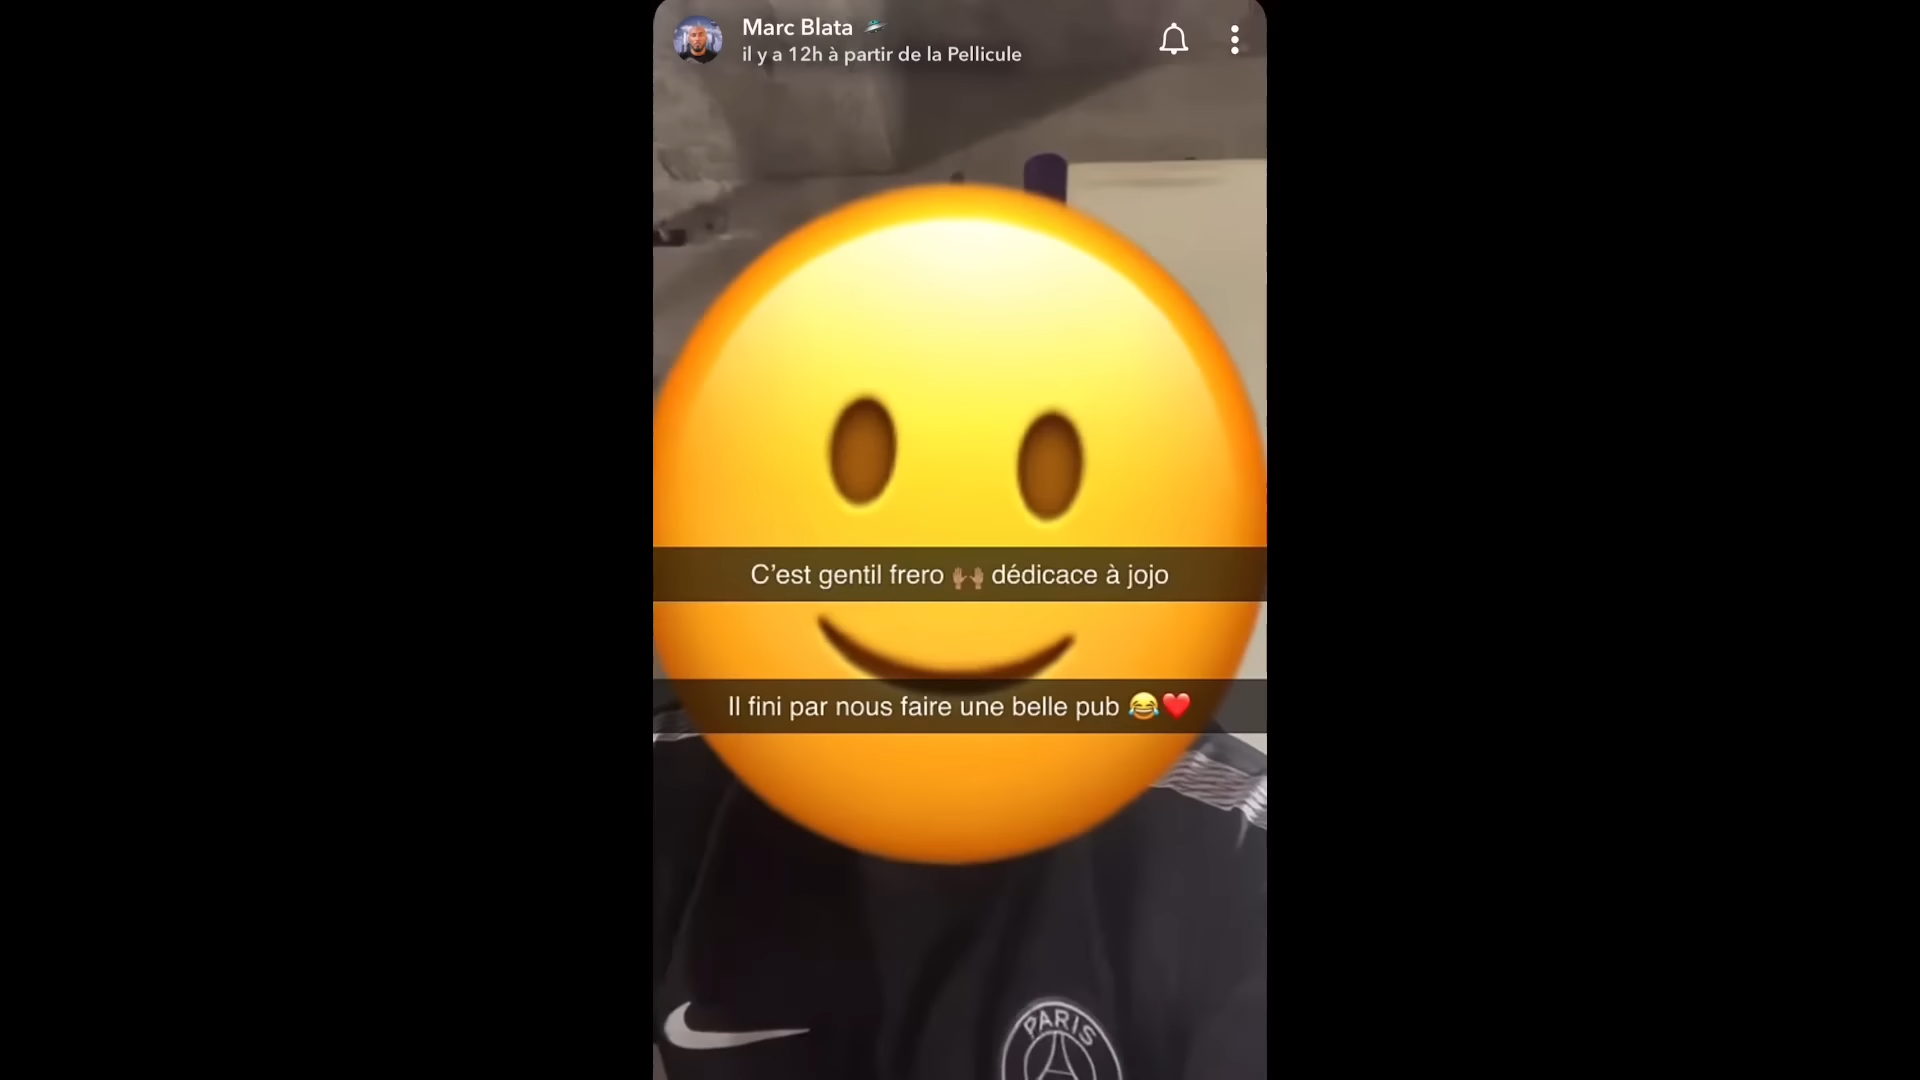 Marc Blata 🛸
il y a 12h à partir de la Pellicule
C’est gentil frero 🙌🏽 dédicace à jojo
Il fini par nous faire une belle pub 😂❤️
PARIS